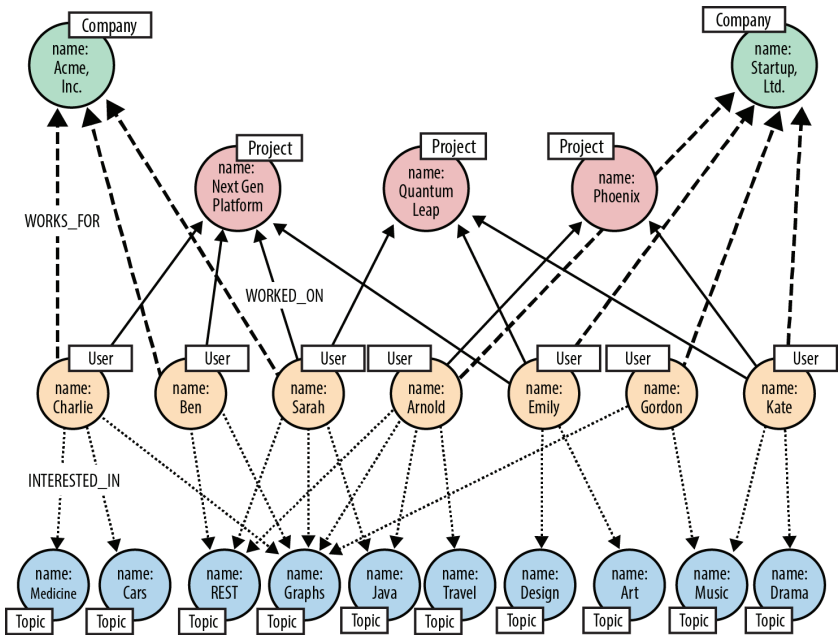 Company
name:
Acme,
Inc.
Company
name:
Startup,
Ltd.
Project
name:
Next Gen
Platform
Project
name:
Quantum
Leap
Project
name:
Phoenix
WORKS_FOR
WORKED_ON
User
name:
Charlie
User
name:
Ben
User
name:
Sarah
User
name:
Arnold
User
name:
Emily
User
name:
Gordon
User
name:
Kate
INTERESTED_IN
name:
Medicine
Topic
name:
Cars
Topic
name:
REST
Topic
name:
Graphs
Topic
name:
Java
Topic
name:
Travel
Topic
name:
Design
Topic
name:
Art
Topic
name:
Music
Topic
name:
Drama
Topic